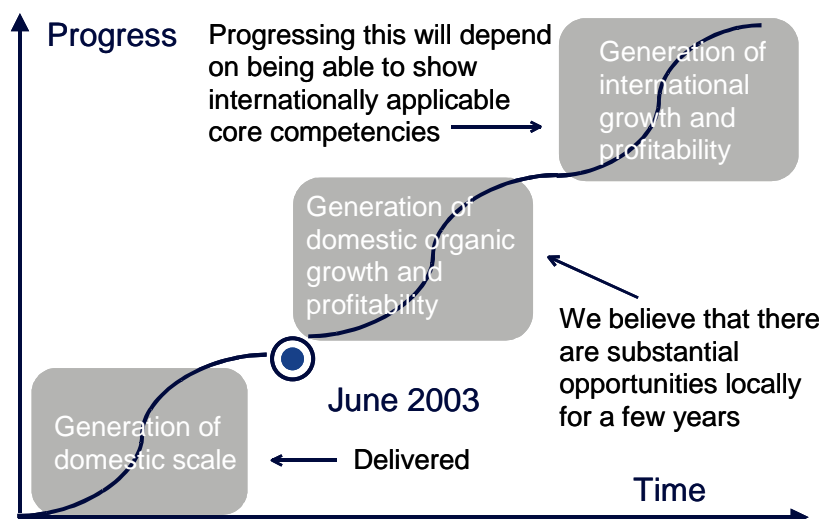 Progress
Progressing this will depend
on being able to show
internationally applicable
core competencies
Generation of
international
growth and
profitability
Generation of
domestic organic
growth and
profitability
We believe that there
are substantial
opportunities locally
for a few years
June 2003
Generation of
domestic scale
Delivered
Time